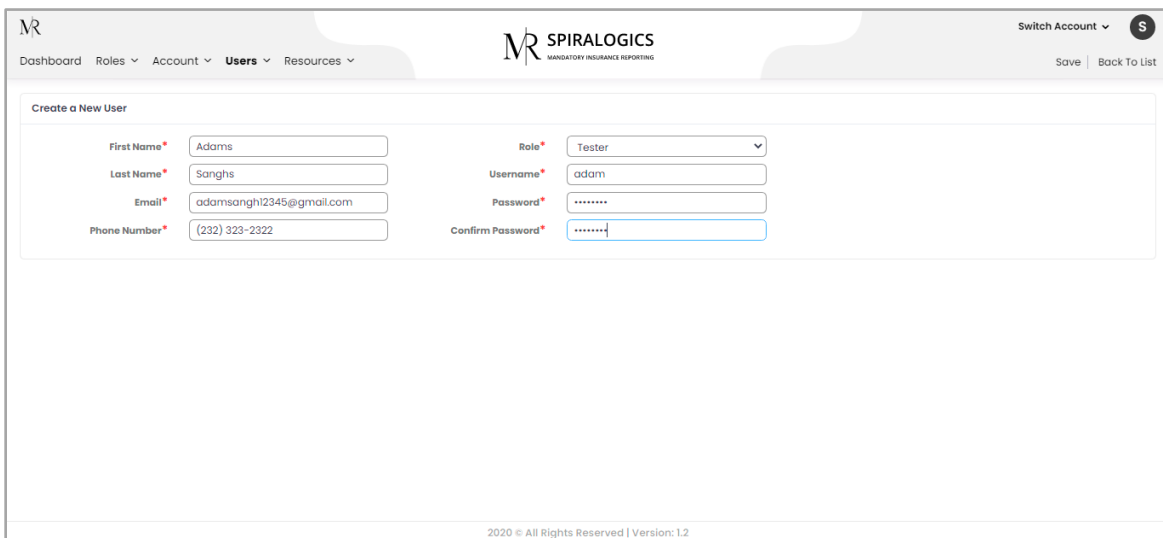 MR
Switch Account
S
MR SPIRALOGICS
MANDATORY INSURANCE REPORTING
Dashboard Roles Account Users Resources
Save | Back To List
Create a New User
First Name* Adams
Role* Tester
Last Name* Sanghs
Username* adam
Email* adamsangh12345@gmail.com
Password* ••••••••
Phone Number* (232) 323-2322
Confirm Password* ••••••••
2020 © All Rights Reserved | Version: 1.2